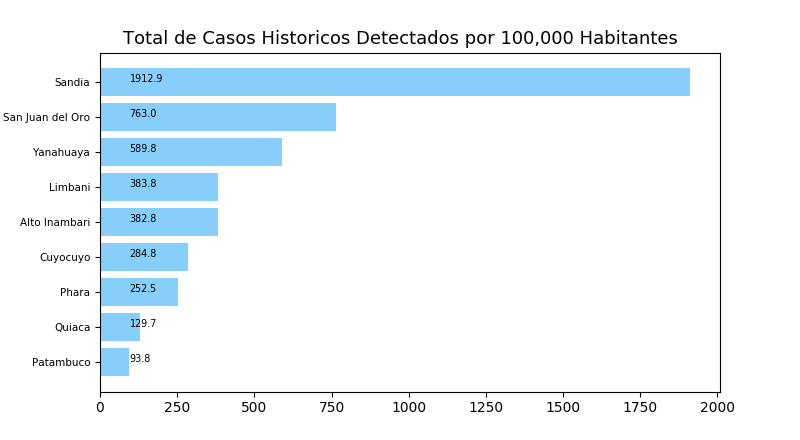 Total de Casos Historicos Detectados por 100,000 Habitantes
Sandia 1912.9
San Juan del Oro 763.0
Yanahuaya 589.8
Limbani 383.8
Alto Inambari 382.8
Cuyocuyo 284.8
Phara 252.5
Quiaca 129.7
Patambuco 93.8
0 250 500 750 1000 1250 1500 1750 2000